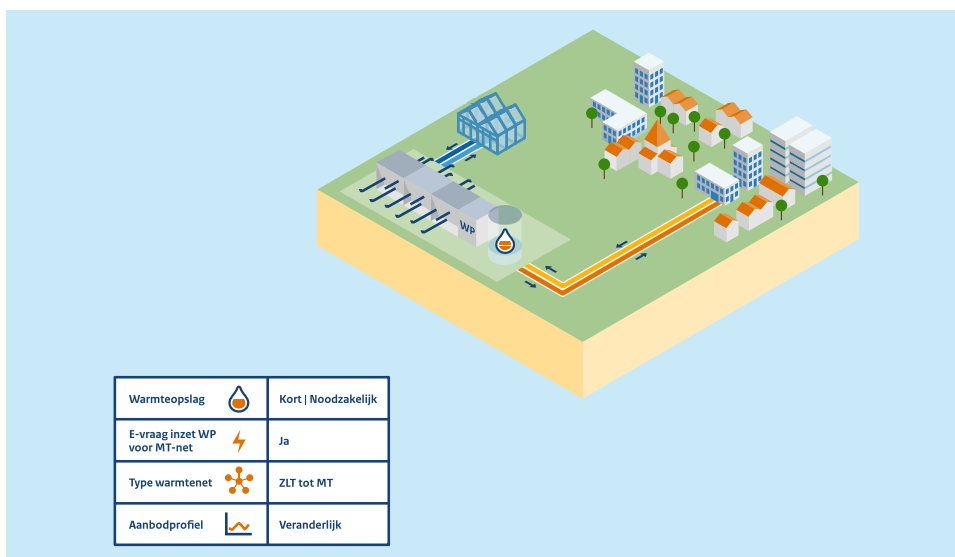 WP
Warmteopslag
Kort | Noodzakelijk
E-vraag inzet WP
voor MT-net
Ja
Type warmtenet
ZLT tot MT
Aanbodprofiel
Veranderlijk